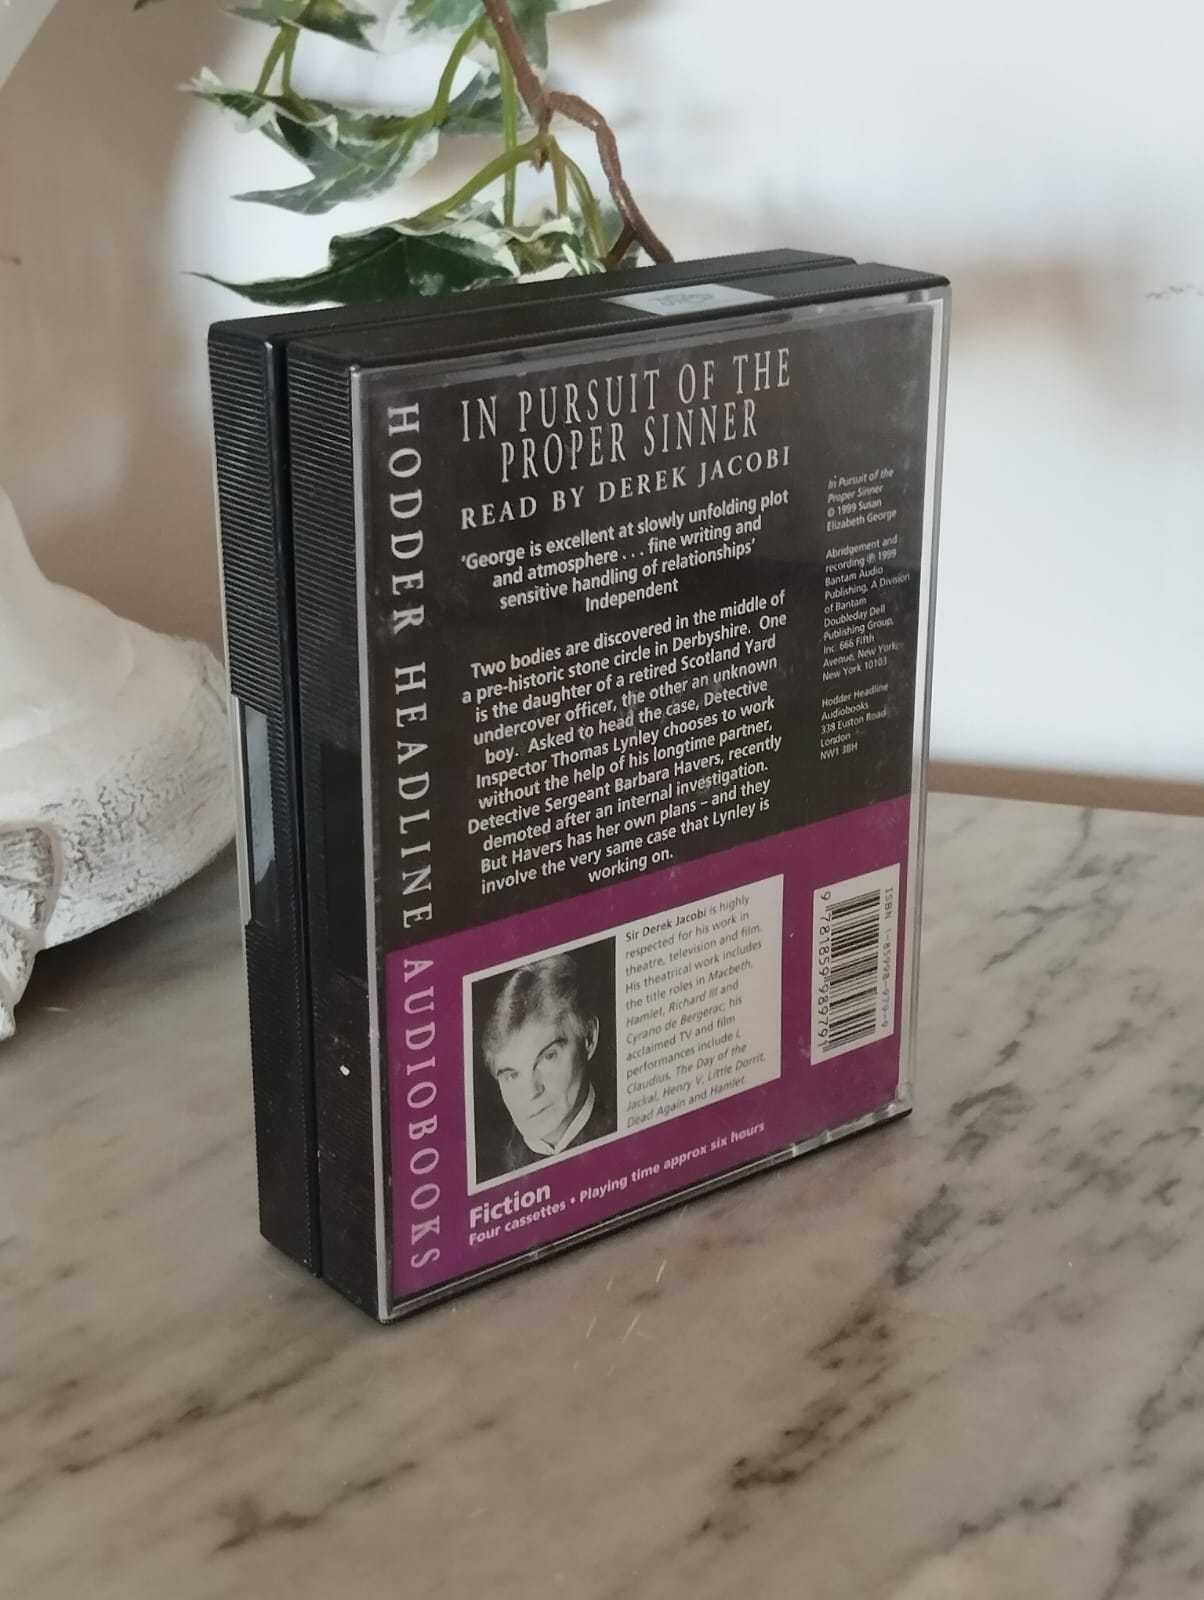 HODDER HEADLINE AUDIOBOOKS
IN PURSUIT OF THE
PROPER SINNER
READ BY DEREK JACOBI
'George is excellent at slowly unfolding plot
and atmosphere . . . fine writing and
sensitive handling of relationships'
Independent
Two bodies are discovered in the middle of
a pre-historic stone circle in Derbyshire. One
is the daughter of a retired Scotland Yard
undercover officer, the other an unknown
boy. Asked to head the case, Detective
Inspector Thomas Lynley chooses to work
without the help of his longtime partner,
Detective Sergeant Barbara Havers, recently
demoted after an internal investigation.
But Havers has her own plans – and they
involve the very same case that Lynley is
working on.
In Pursuit of the
Proper Sinner
© 1999 Susan
Elizabeth George
Abridgement and
recording ℗ 1999
Bantam Audio
Publishing, A Division
of Bantam
Doubleday Dell
Publishing Group,
Inc. 666 Fifth
Avenue, New York,
New York 10103
Hodder Headline
Audiobooks
338 Euston Road
London
NW1 3BH
Sir Derek Jacobi is highly
respected for his work in
theatre, television and film.
His theatrical work includes
the title roles in Macbeth,
Hamlet, Richard III and
Cyrano de Bergerac; his
acclaimed TV and film
performances include I,
Claudius, The Day of the
Jackal, Henry V, Little Dorrit,
Dead Again and Hamlet.
ISBN 1-85998-979-9
9 781859 989791
Fiction
Four cassettes • Playing time approx six hours